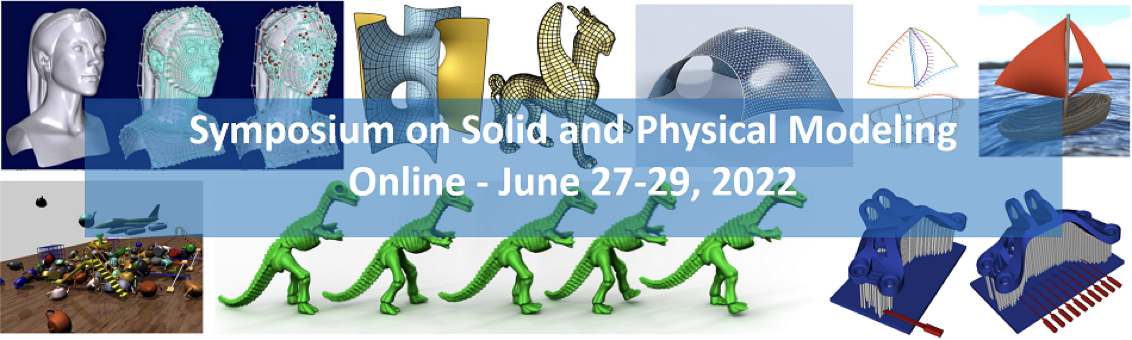 Symposium on Solid and Physical Modeling
Online - June 27-29, 2022